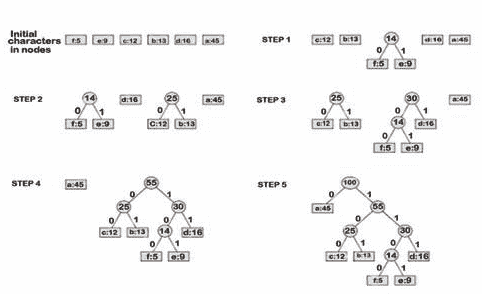 Initial
characters
in nodes
f:5 e:9 c:12 b:13 d:16 a:45
STEP 1
c:12 b:13 14 d:16 a:45
0 1
f:5 e:9
STEP 2
14 d:16 25 a:45
0 1 0 1
f:5 e:9 C:12 b:13
STEP 3
25 30 a:45
0 1 0 1
c:12 b:13 14 d:16
0 1
f:5 e:9
STEP 4
a:45 55
0 1
25 30
0 1 0 1
c:12 b:13 14 d:16
0 1
f:5 e:9
STEP 5
100
0 1
a:45 55
0 1
25 30
0 1 0 1
c:12 b:13 14 d:16
0 1
f:5 e:9